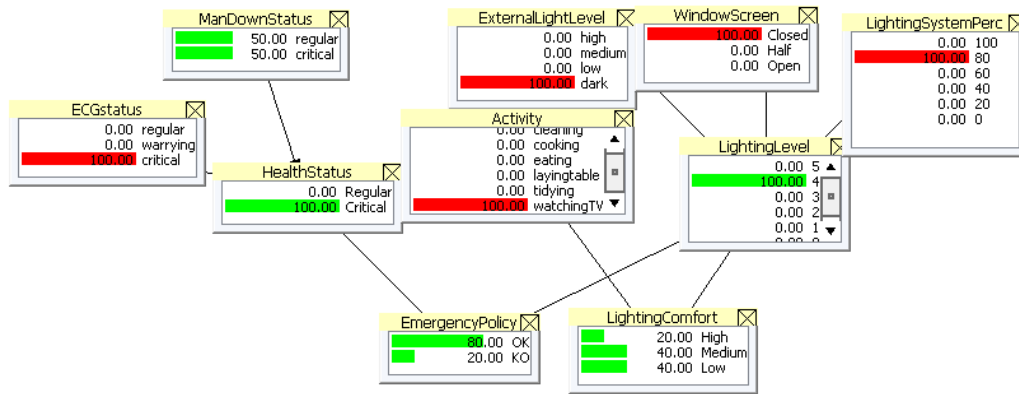 ManDownStatus
50.00 regular
50.00 critical
ExternalLightLevel
0.00 high
0.00 medium
0.00 low
100.00 dark
WindowScreen
100.00 Closed
0.00 Half
0.00 Open
LightingSystemPerc
0.00 100
100.00 80
0.00 60
0.00 40
0.00 20
0.00 0
ECGstatus
0.00 regular
0.00 warrying
100.00 critical
HealthStatus
0.00 Regular
100.00 Critical
Activity
0.00 cleaning
0.00 cooking
0.00 eating
0.00 layingtable
0.00 tidying
100.00 watchingTV
LightingLevel
0.00 5
100.00 4
0.00 3
0.00 2
0.00 1
0.00 0
EmergencyPolicy
80.00 OK
20.00 KO
LightingComfort
20.00 High
40.00 Medium
40.00 Low